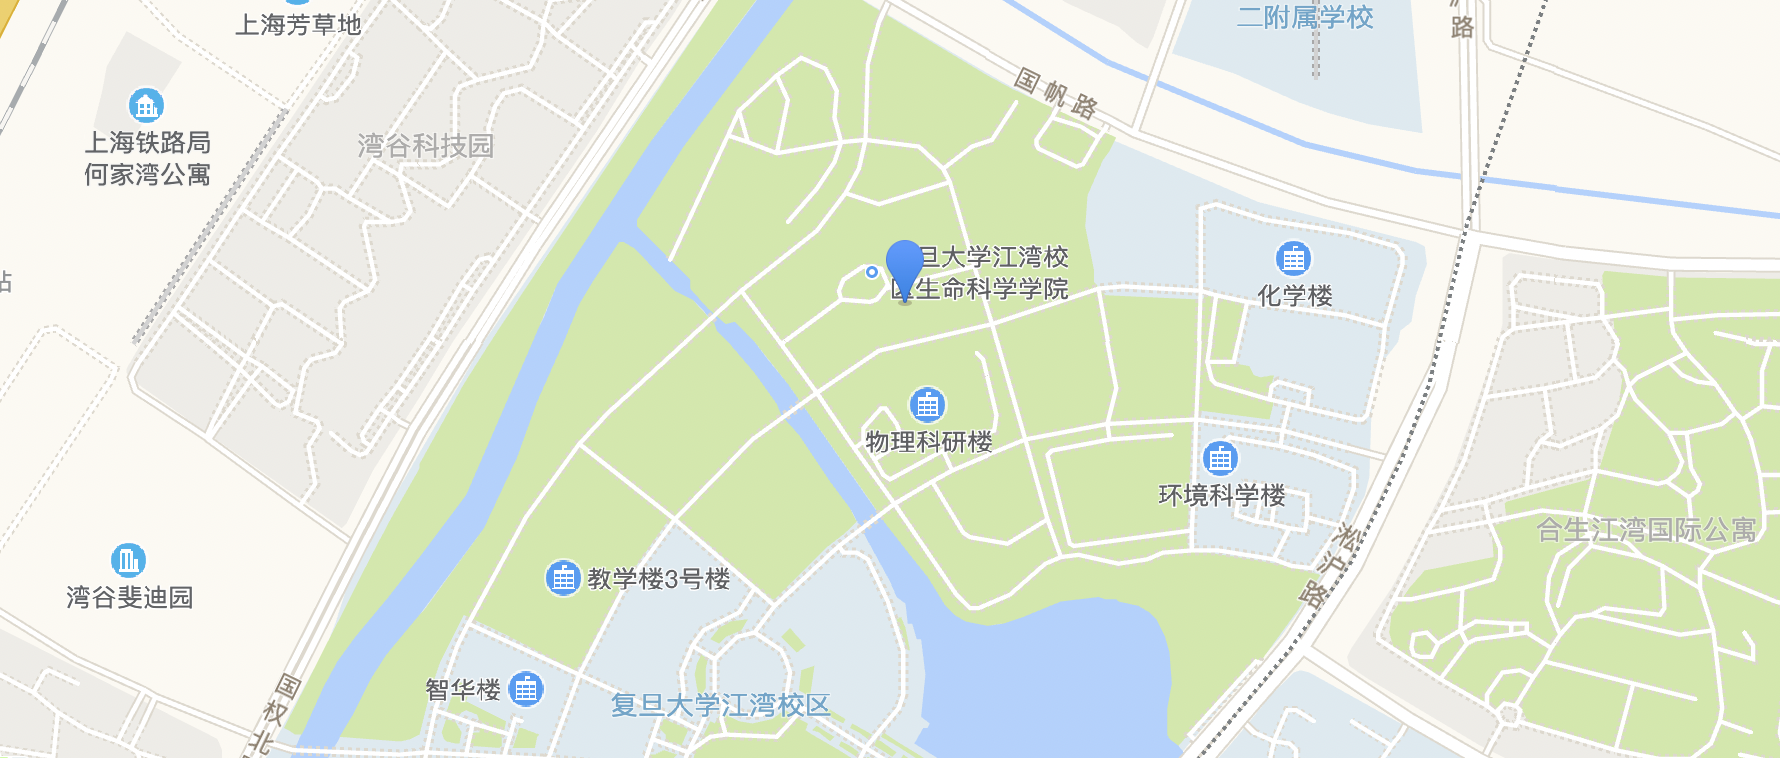 上海芳草地
二附属学校
路
国帆路
上海铁路局
何家湾公寓
湾谷科技园
旦大学江湾校
区生命科学学院
化学楼
站
物理科研楼
环境科学楼
合生江湾国际公寓
淞沪路
湾谷斐迪园
教学楼3号楼
智华楼
复旦大学江湾校区
国权北